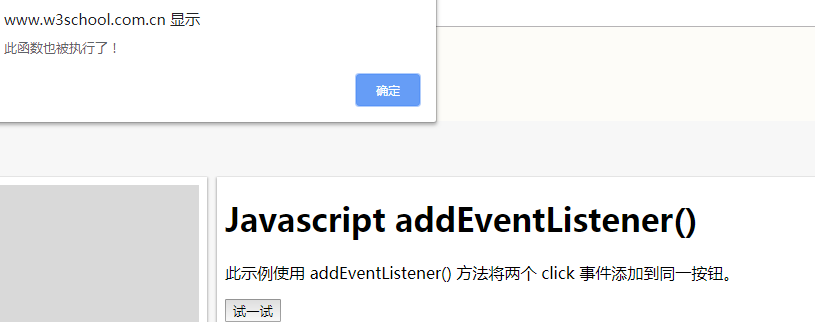 www.w3school.com.cn 显示
此函数也被执行了！
确定
Javascript addEventListener()
此示例使用 addEventListener() 方法将两个 click 事件添加到同一按钮。
试一试